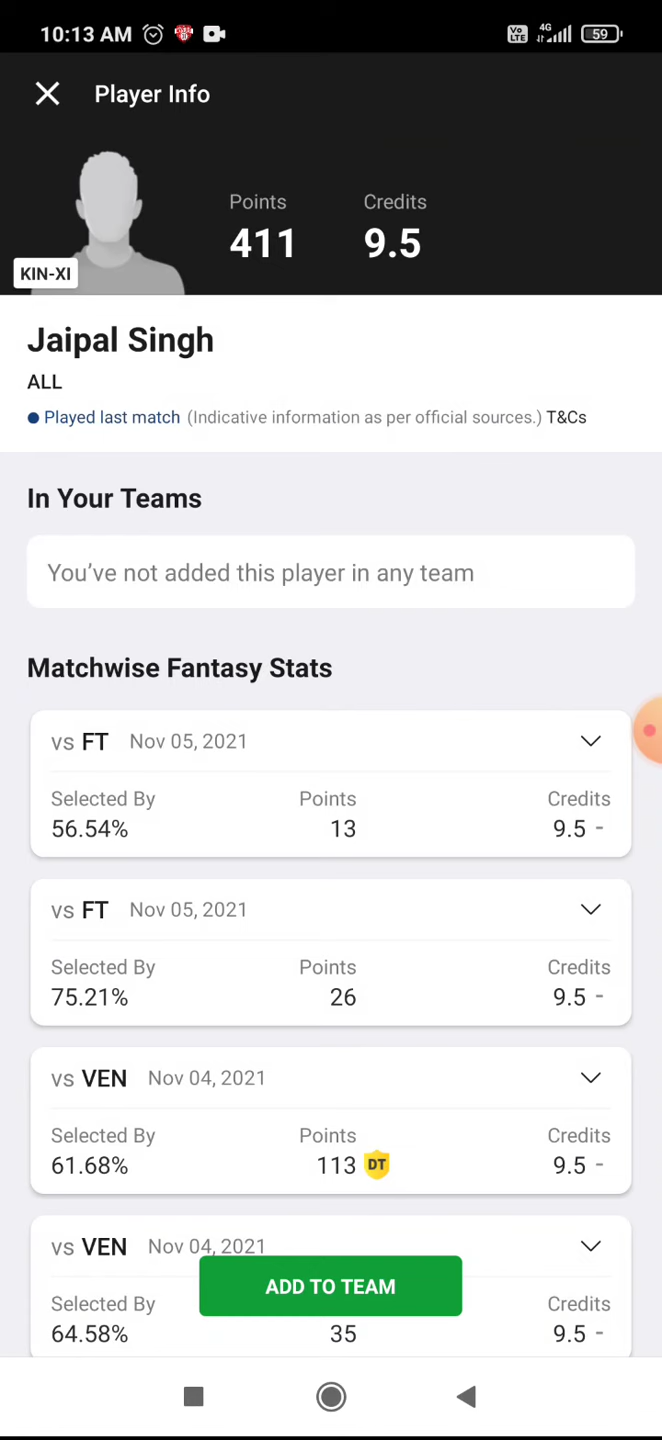 10:13 AM
Vo LTE 4G 59
Player Info
Points Credits
411 9.5
KIN-XI
Jaipal Singh
ALL
Played last match (Indicative information as per official sources.) T&Cs
In Your Teams
You’ve not added this player in any team
Matchwise Fantasy Stats
vs FT Nov 05, 2021
Selected By Points Credits
56.54% 13 9.5 -
vs FT Nov 05, 2021
Selected By Points Credits
75.21% 26 9.5 -
vs VEN Nov 04, 2021
Selected By Points Credits
61.68% 113 DT 9.5 -
vs VEN Nov 04, 2021
ADD TO TEAM
Selected By Credits
64.58% 35 9.5 -